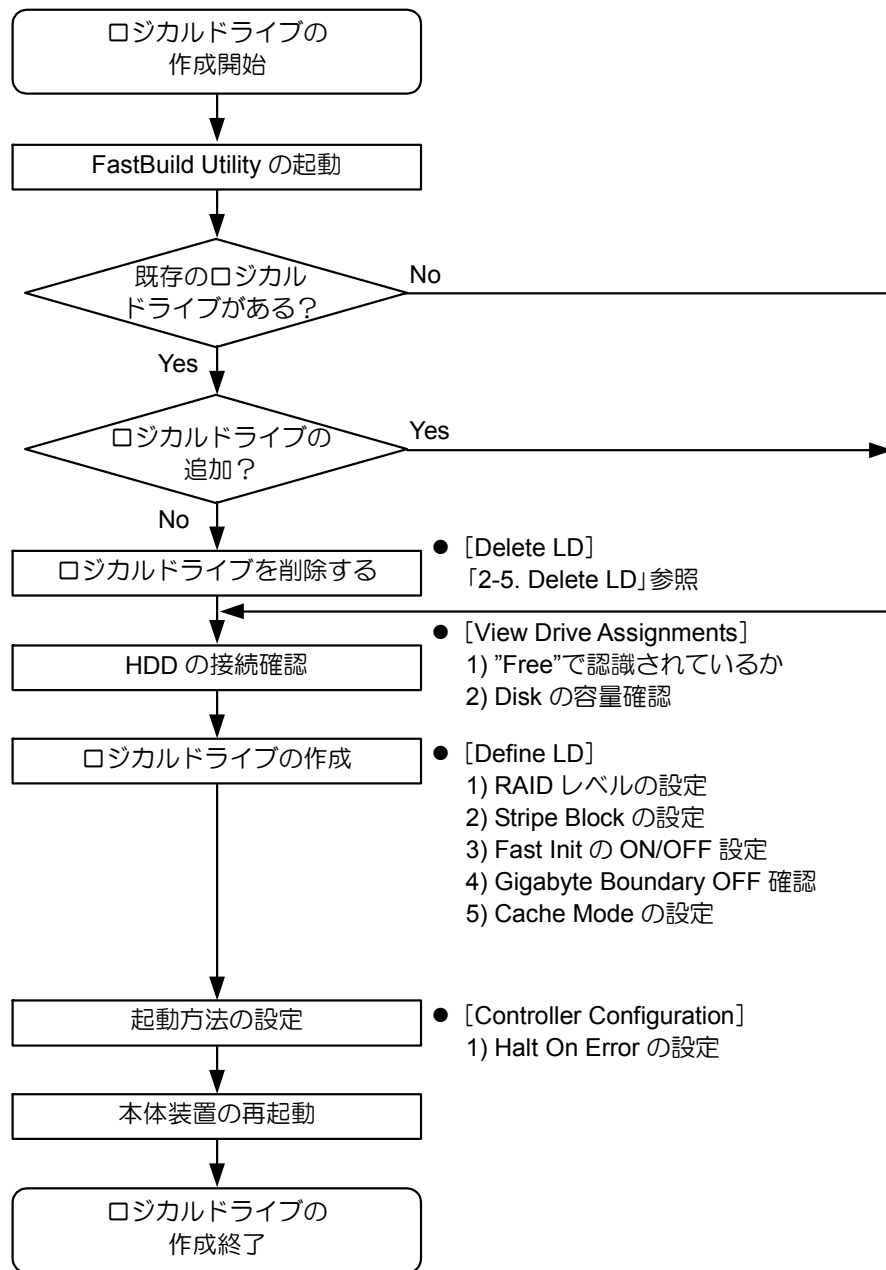 ロジカルドライブの
作成開始
FastBuild Utility の起動
既存のロジカル
ドライブがある？
No
Yes
ロジカルドライブの
追加？
Yes
No
ロジカルドライブを削除する
● ［Delete LD］
「2-5. Delete LD」参照
HDD の接続確認
● ［View Drive Assignments］
1) ”Free”で認識されているか
2) Disk の容量確認
ロジカルドライブの作成
● ［Define LD］
1) RAID レベルの設定
2) Stripe Block の設定
3) Fast Init の ON/OFF 設定
4) Gigabyte Boundary OFF 確認
5) Cache Mode の設定
起動方法の設定
● ［Controller Configuration］
1) Halt On Error の設定
本体装置の再起動
ロジカルドライブの
作成終了